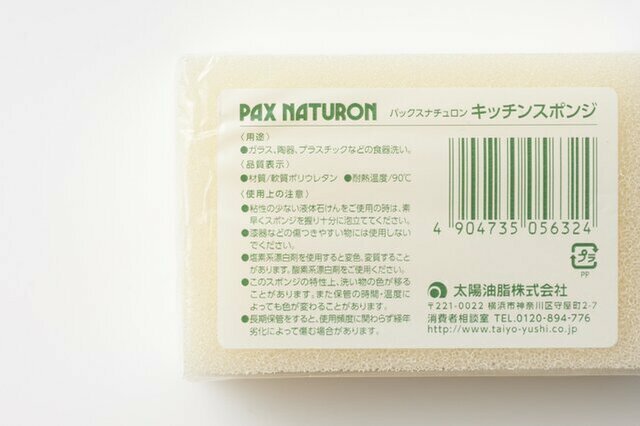 PAX NATURON パックスナチュロン キッチンスポンジ
〈用途〉
●ガラス、陶器、プラスチックなどの食器洗い。
〈品質表示〉
●材質/軟質ポリウレタン ●耐熱温度/90℃
〈使用上の注意〉
●粘性の少ない液体石けんをご使用の時は、素
早くスポンジを握り十分に泡立ててください。
●漆器などの傷つきやすい物には使用しない
でください。
●塩素系漂白剤を使用すると変色、変質すること
があります。酸素系漂白剤をご使用ください。
●このスポンジの特性上、洗い物の色が移る
ことがあります。また保管の時間・温度に
よっても色が変わることがあります。
●長期保管をすると、使用頻度に関わらず経年
劣化によって傷む場合があります。
4 904735 056324
プラ
PP
太陽油脂株式会社
〒221-0022 横浜市神奈川区守屋町2-7
消費者相談室 TEL.0120-894-776
http://www.taiyo-yushi.co.jp